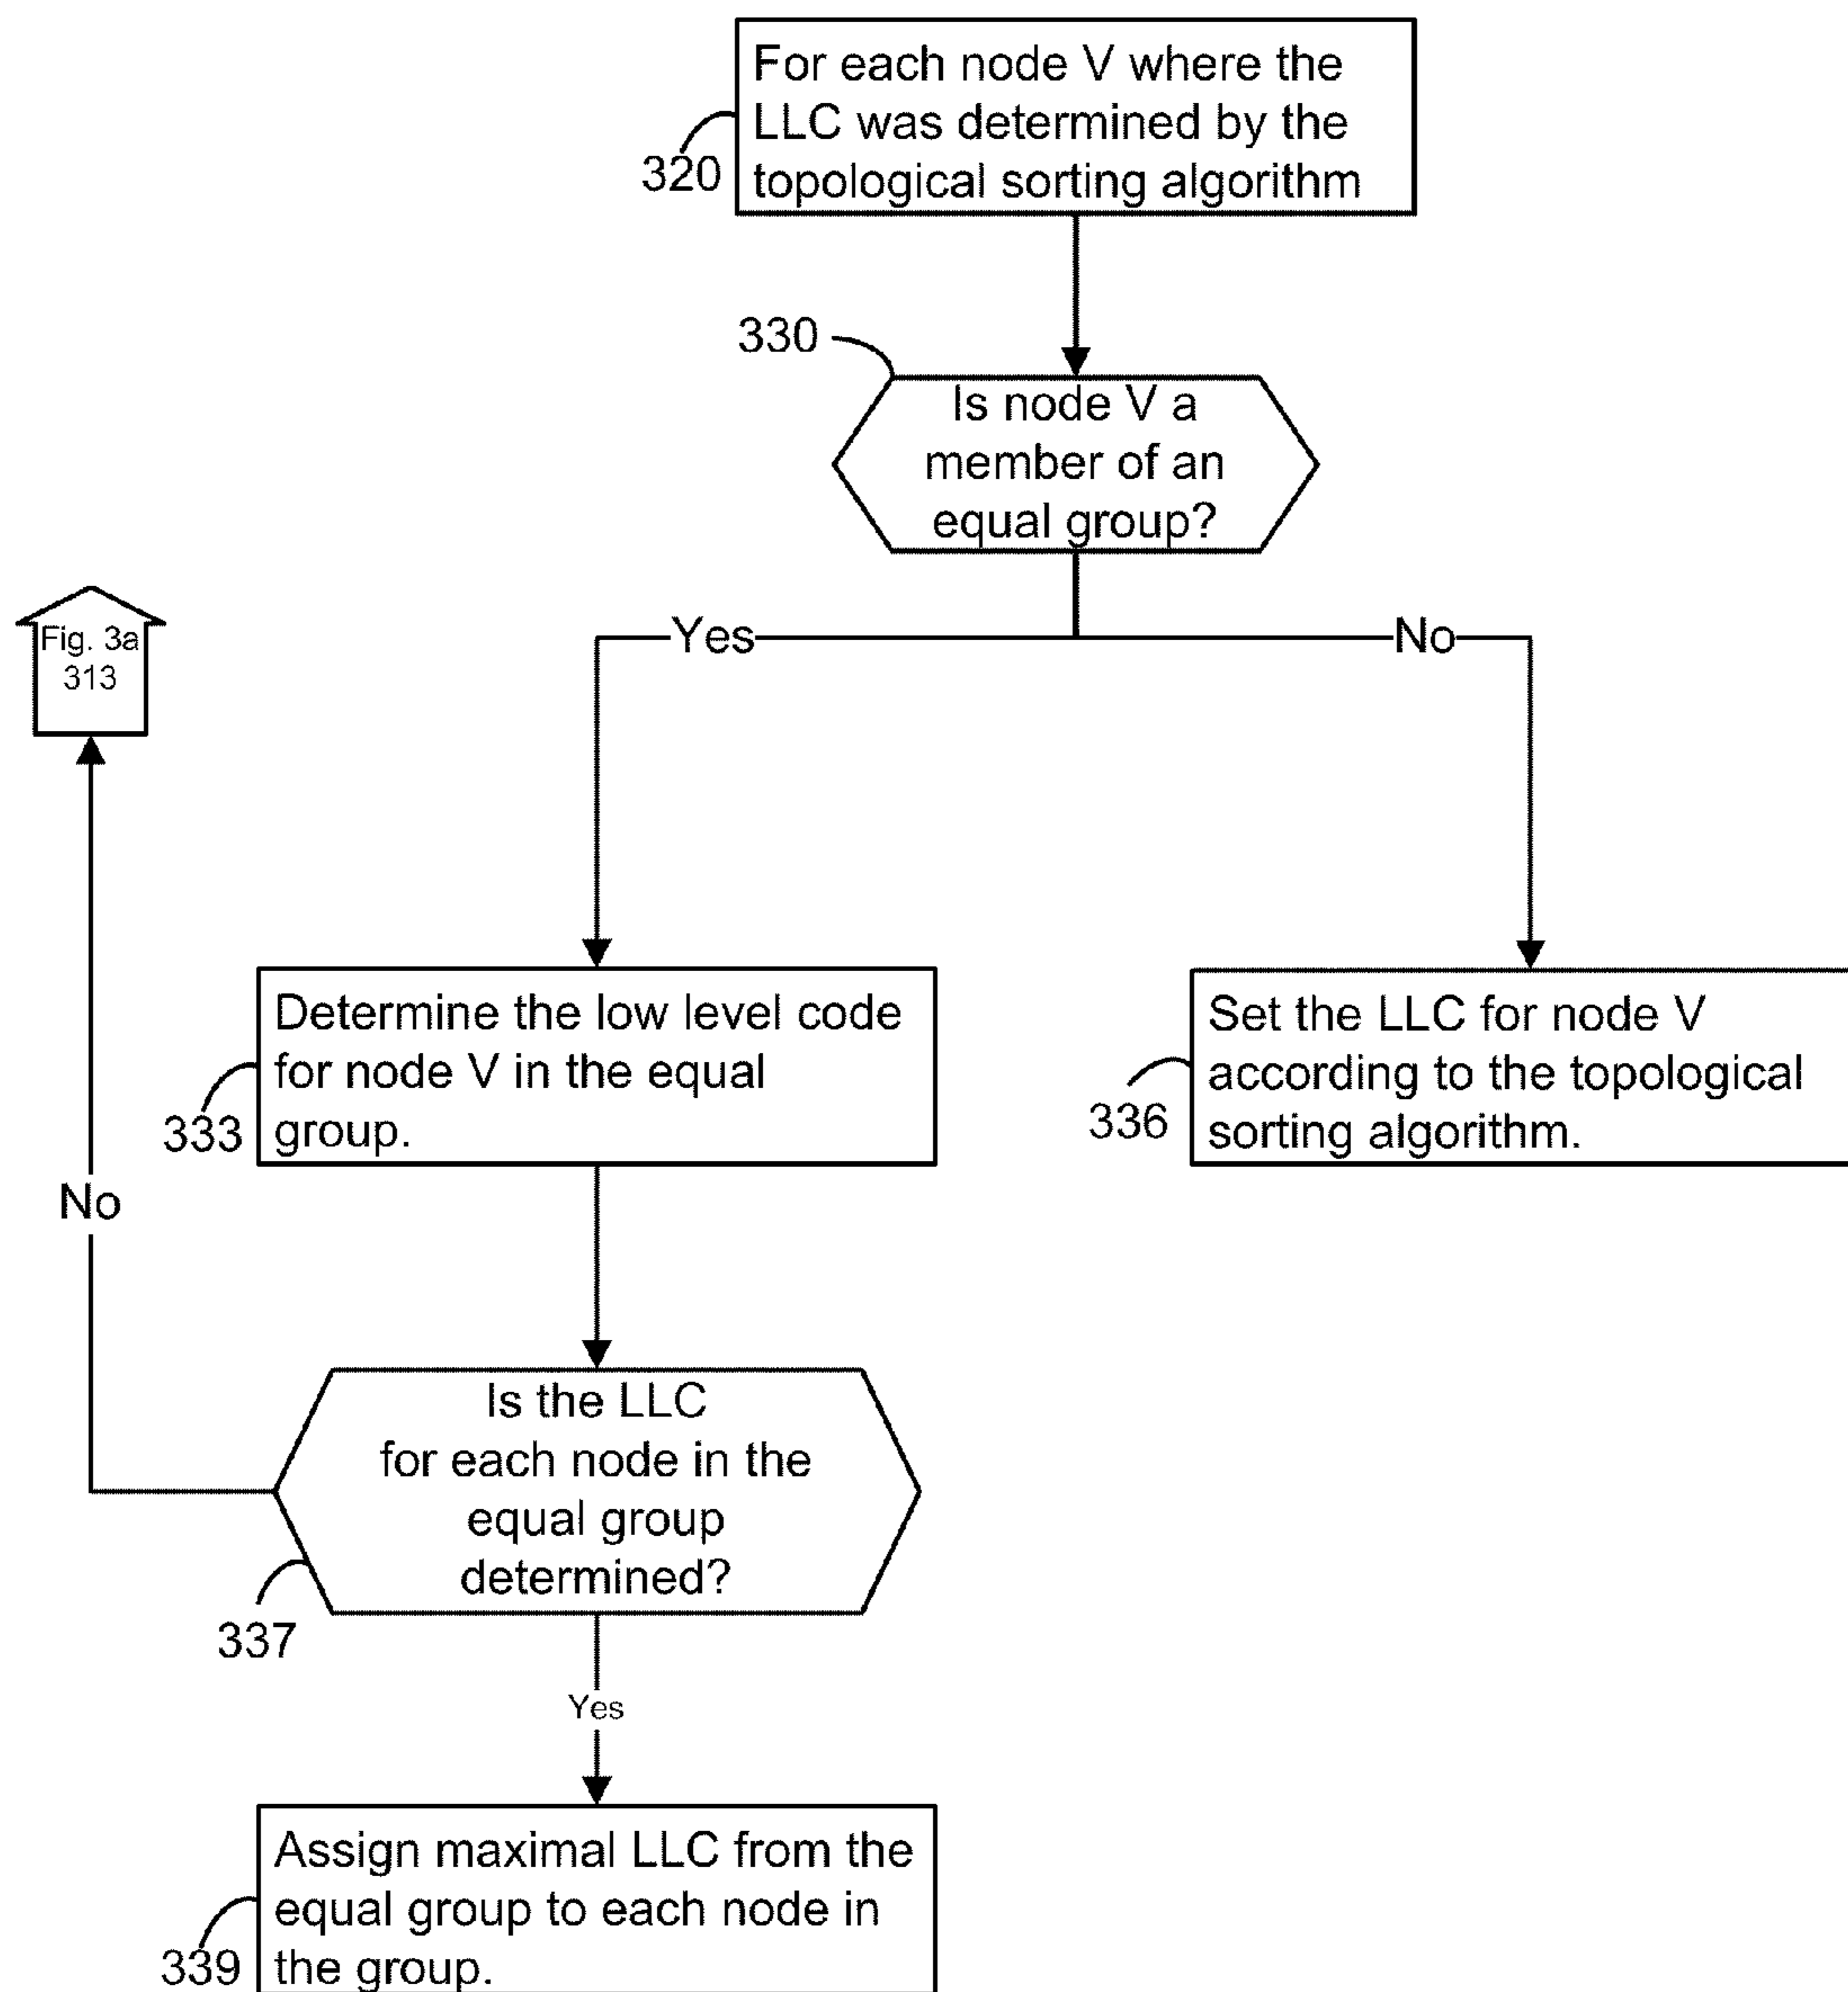 For each node V where the
LLC was determined by the
topological sorting algorithm
320
330
Is node V a
member of an
equal group?
Fig. 3a
313
Yes
No
Determine the low level code
for node V in the equal
group.
333
Set the LLC for node V
according to the topological
sorting algorithm.
336
No
Is the LLC
for each node in the
equal group
determined?
337
Yes
Assign maximal LLC from the
equal group to each node in
the group.
339